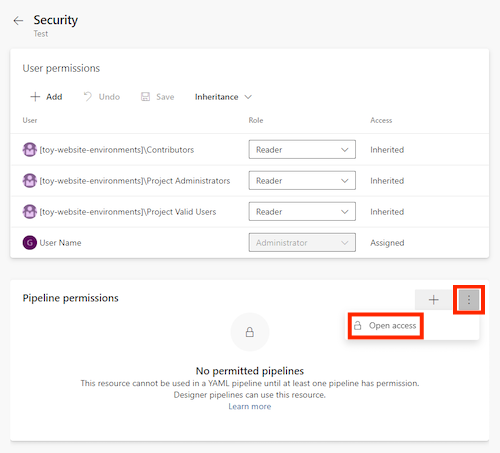 Security
Test
User permissions
Add Undo Save Inheritance
User Role Access
[toy-website-environments]\Contributors Reader Inherited
[toy-website-environments]\Project Administrators Reader Inherited
[toy-website-environments]\Project Valid Users Reader Inherited
G User Name Administrator Assigned
Pipeline permissions
Open access
No permitted pipelines
This resource cannot be used in a YAML pipeline until at least one pipeline has permission.
Designer pipelines can use this resource.
Learn more